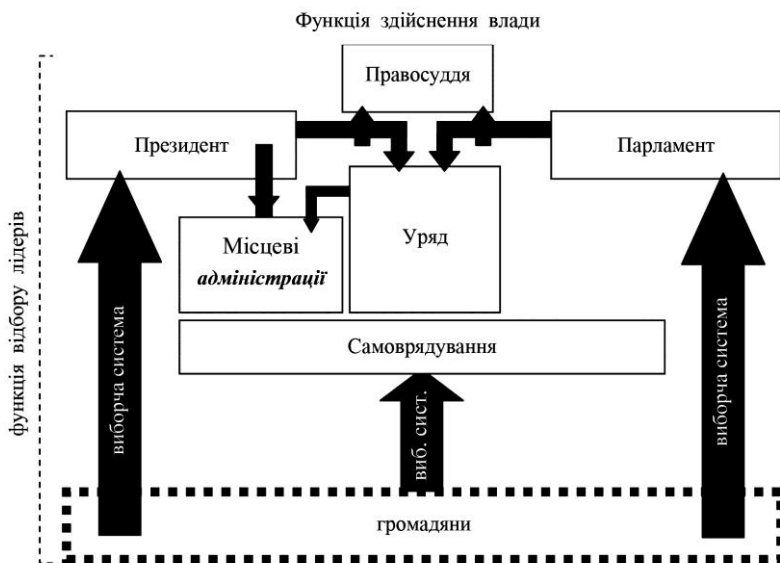 Функція здійснення влади
Правосуддя
Президент
Парламент
Місцеві
адміністрації
Уряд
Самоврядування
функція відбору лідерів
виборча система
виб. сист.
виборча система
громадяни